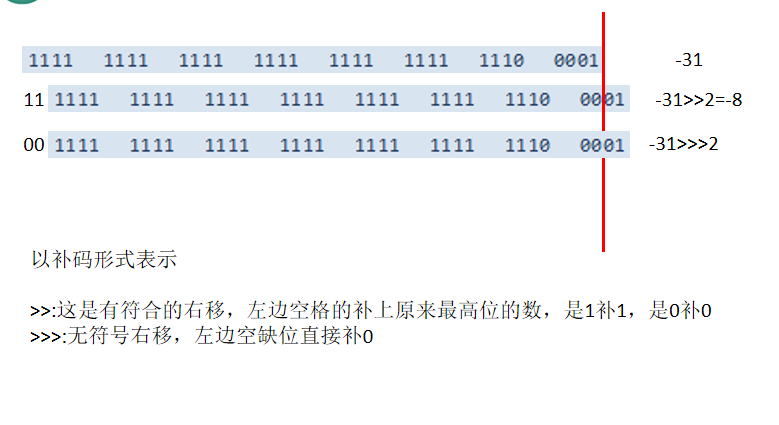 1111 1111 1111 1111 1111 1111 1110 0001 -31
11 1111 1111 1111 1111 1111 1111 1110 0001 -31>>2=-8
00 1111 1111 1111 1111 1111 1111 1110 0001 -31>>>2
以补码形式表示
>>:这是有符合的右移，左边空格的补上原来最高位的数，是1补1，是0补0
>>>:无符号右移，左边空缺位直接补0